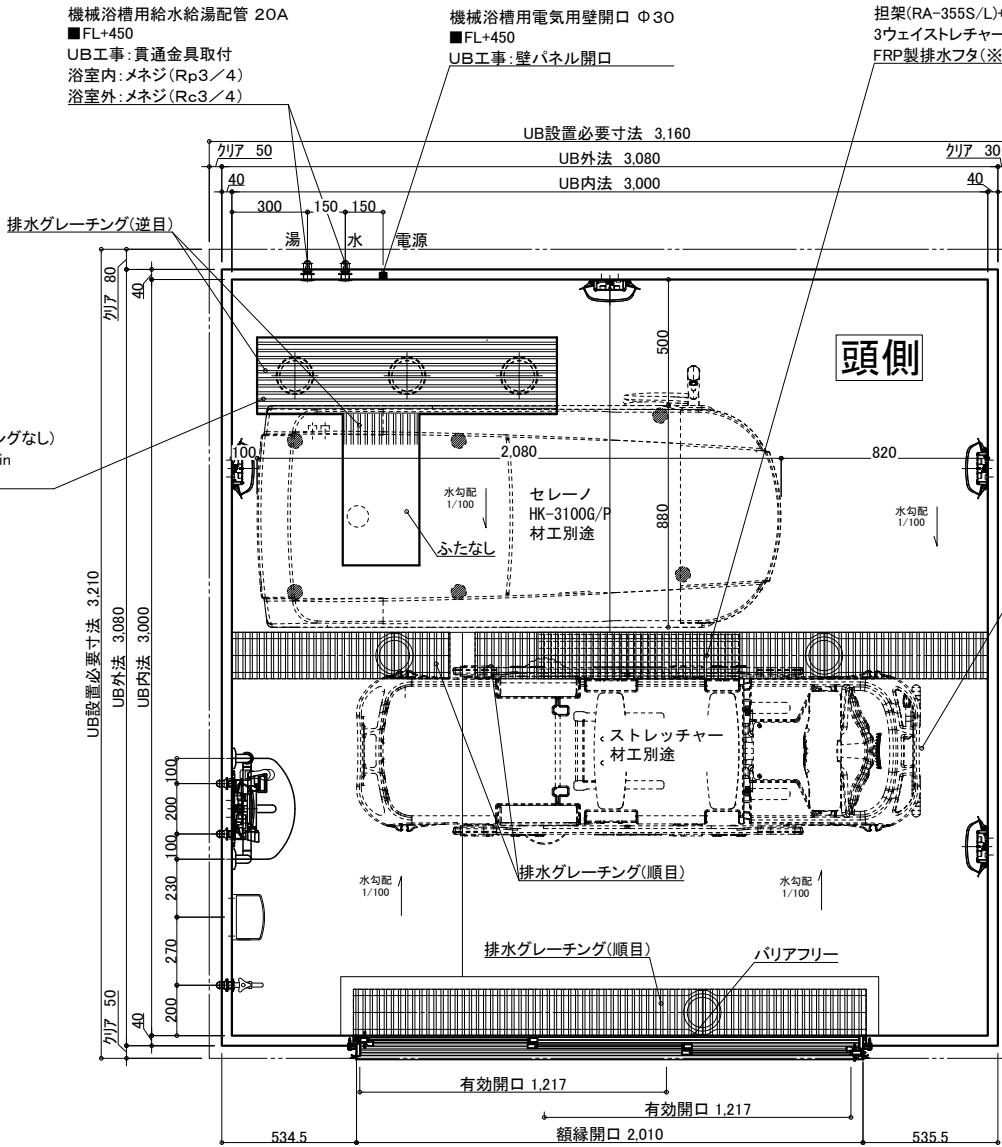 機械浴槽用給水給湯配管 20A
■FL+450
UB工事:貫通金具取付
浴室内:メネジ(Rp3/4)
浴室外:メネジ(Rc3/4)
機械浴槽用電気用壁開口 Φ30
■FL+450
UB工事:壁パネル開口
担架(RA-355S/L)+
3ウェイストレチャー
FRP製排水フタ(※
UB設置必要寸法 3,160
クリア 50
UB外法 3,080
クリア 30
40
UB内法 3,000
40
300
150
150
排水グレーチング(逆目)
湯
水
電源
クリア 80
40
500
頭側
ングなし)
in
100
2,080
820
水勾配
1/100
セレーノ
HK-3100G/P
材工別途
880
水勾配
1/100
ふたなし
UB設置必要寸法 3,210
UB外法 3,080
UB内法 3,000
ストレッチャー
材工別途
100
200
100
230
270
200
排水グレーチング(順目)
水勾配
1/100
水勾配
1/100
排水グレーチング(順目)
バリアフリー
クリア 50
40
有効開口 1,217
有効開口 1,217
534.5
額縁開口 2,010
535.5